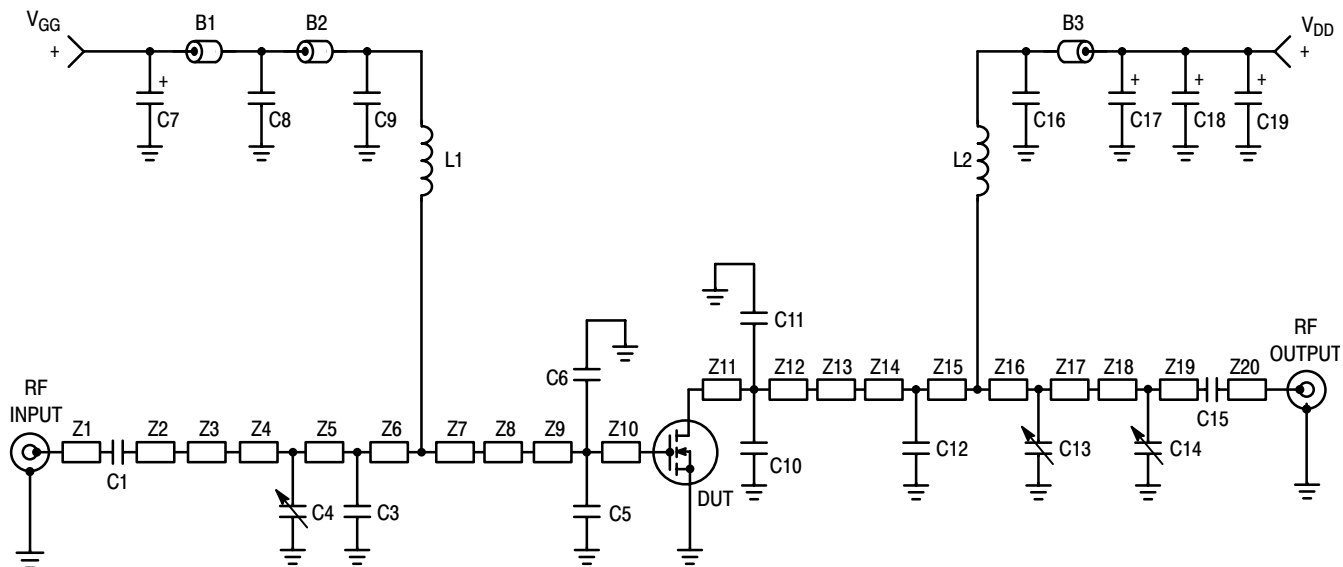 VGG
+
B1
B2
B3
VDD
+
+
C7
C8
C9
L1
L2
C16
+
C17
+
C18
+
C19
C11
C6
RF
INPUT
Z1
C1
Z2
Z3
Z4
Z5
Z6
Z7
Z8
Z9
Z10
Z11
Z12
Z13
Z14
Z15
Z16
Z17
Z18
Z19
C15
Z20
RF
OUTPUT
C4
C3
C5
DUT
C10
C12
C13
C14